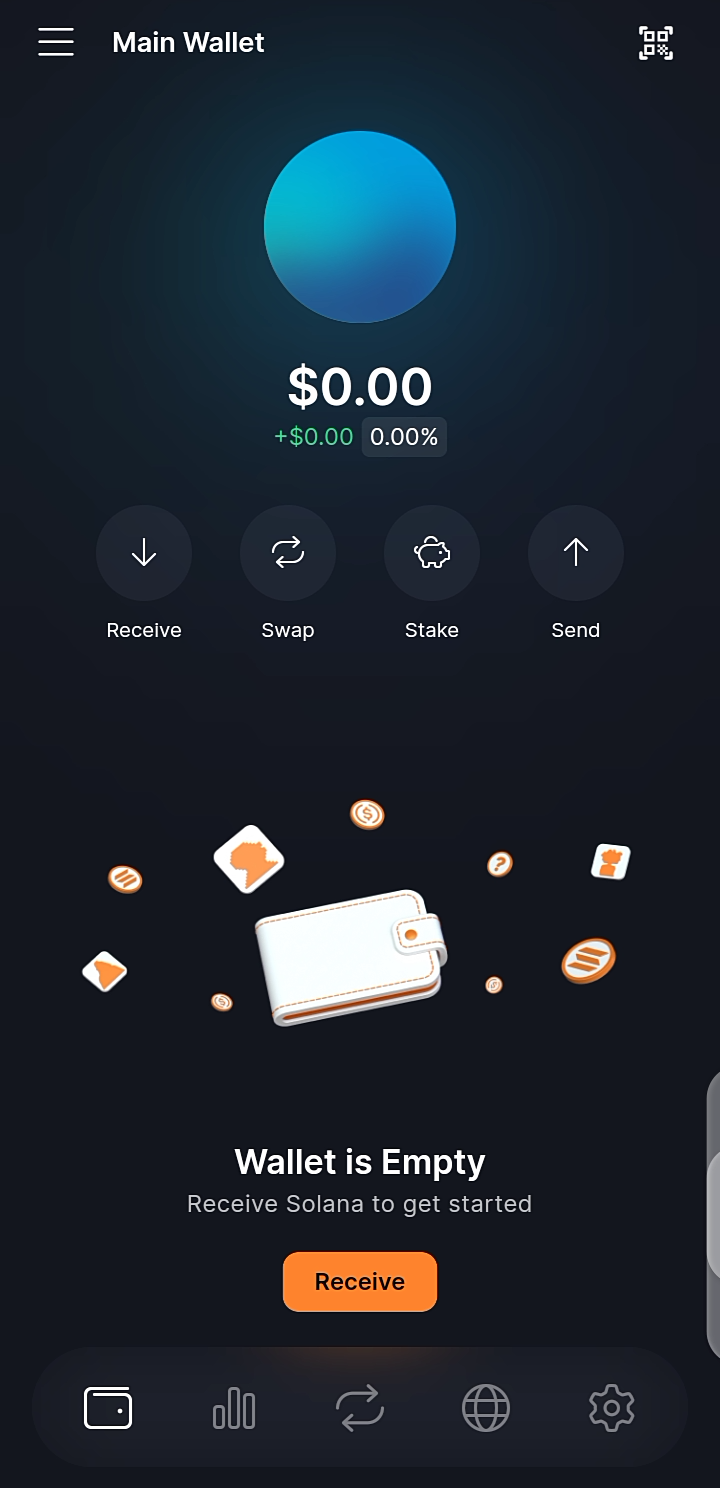 Main Wallet
$0.00
+$0.00 0.00%
Receive Swap Stake Send
Wallet is Empty
Receive Solana to get started
Receive